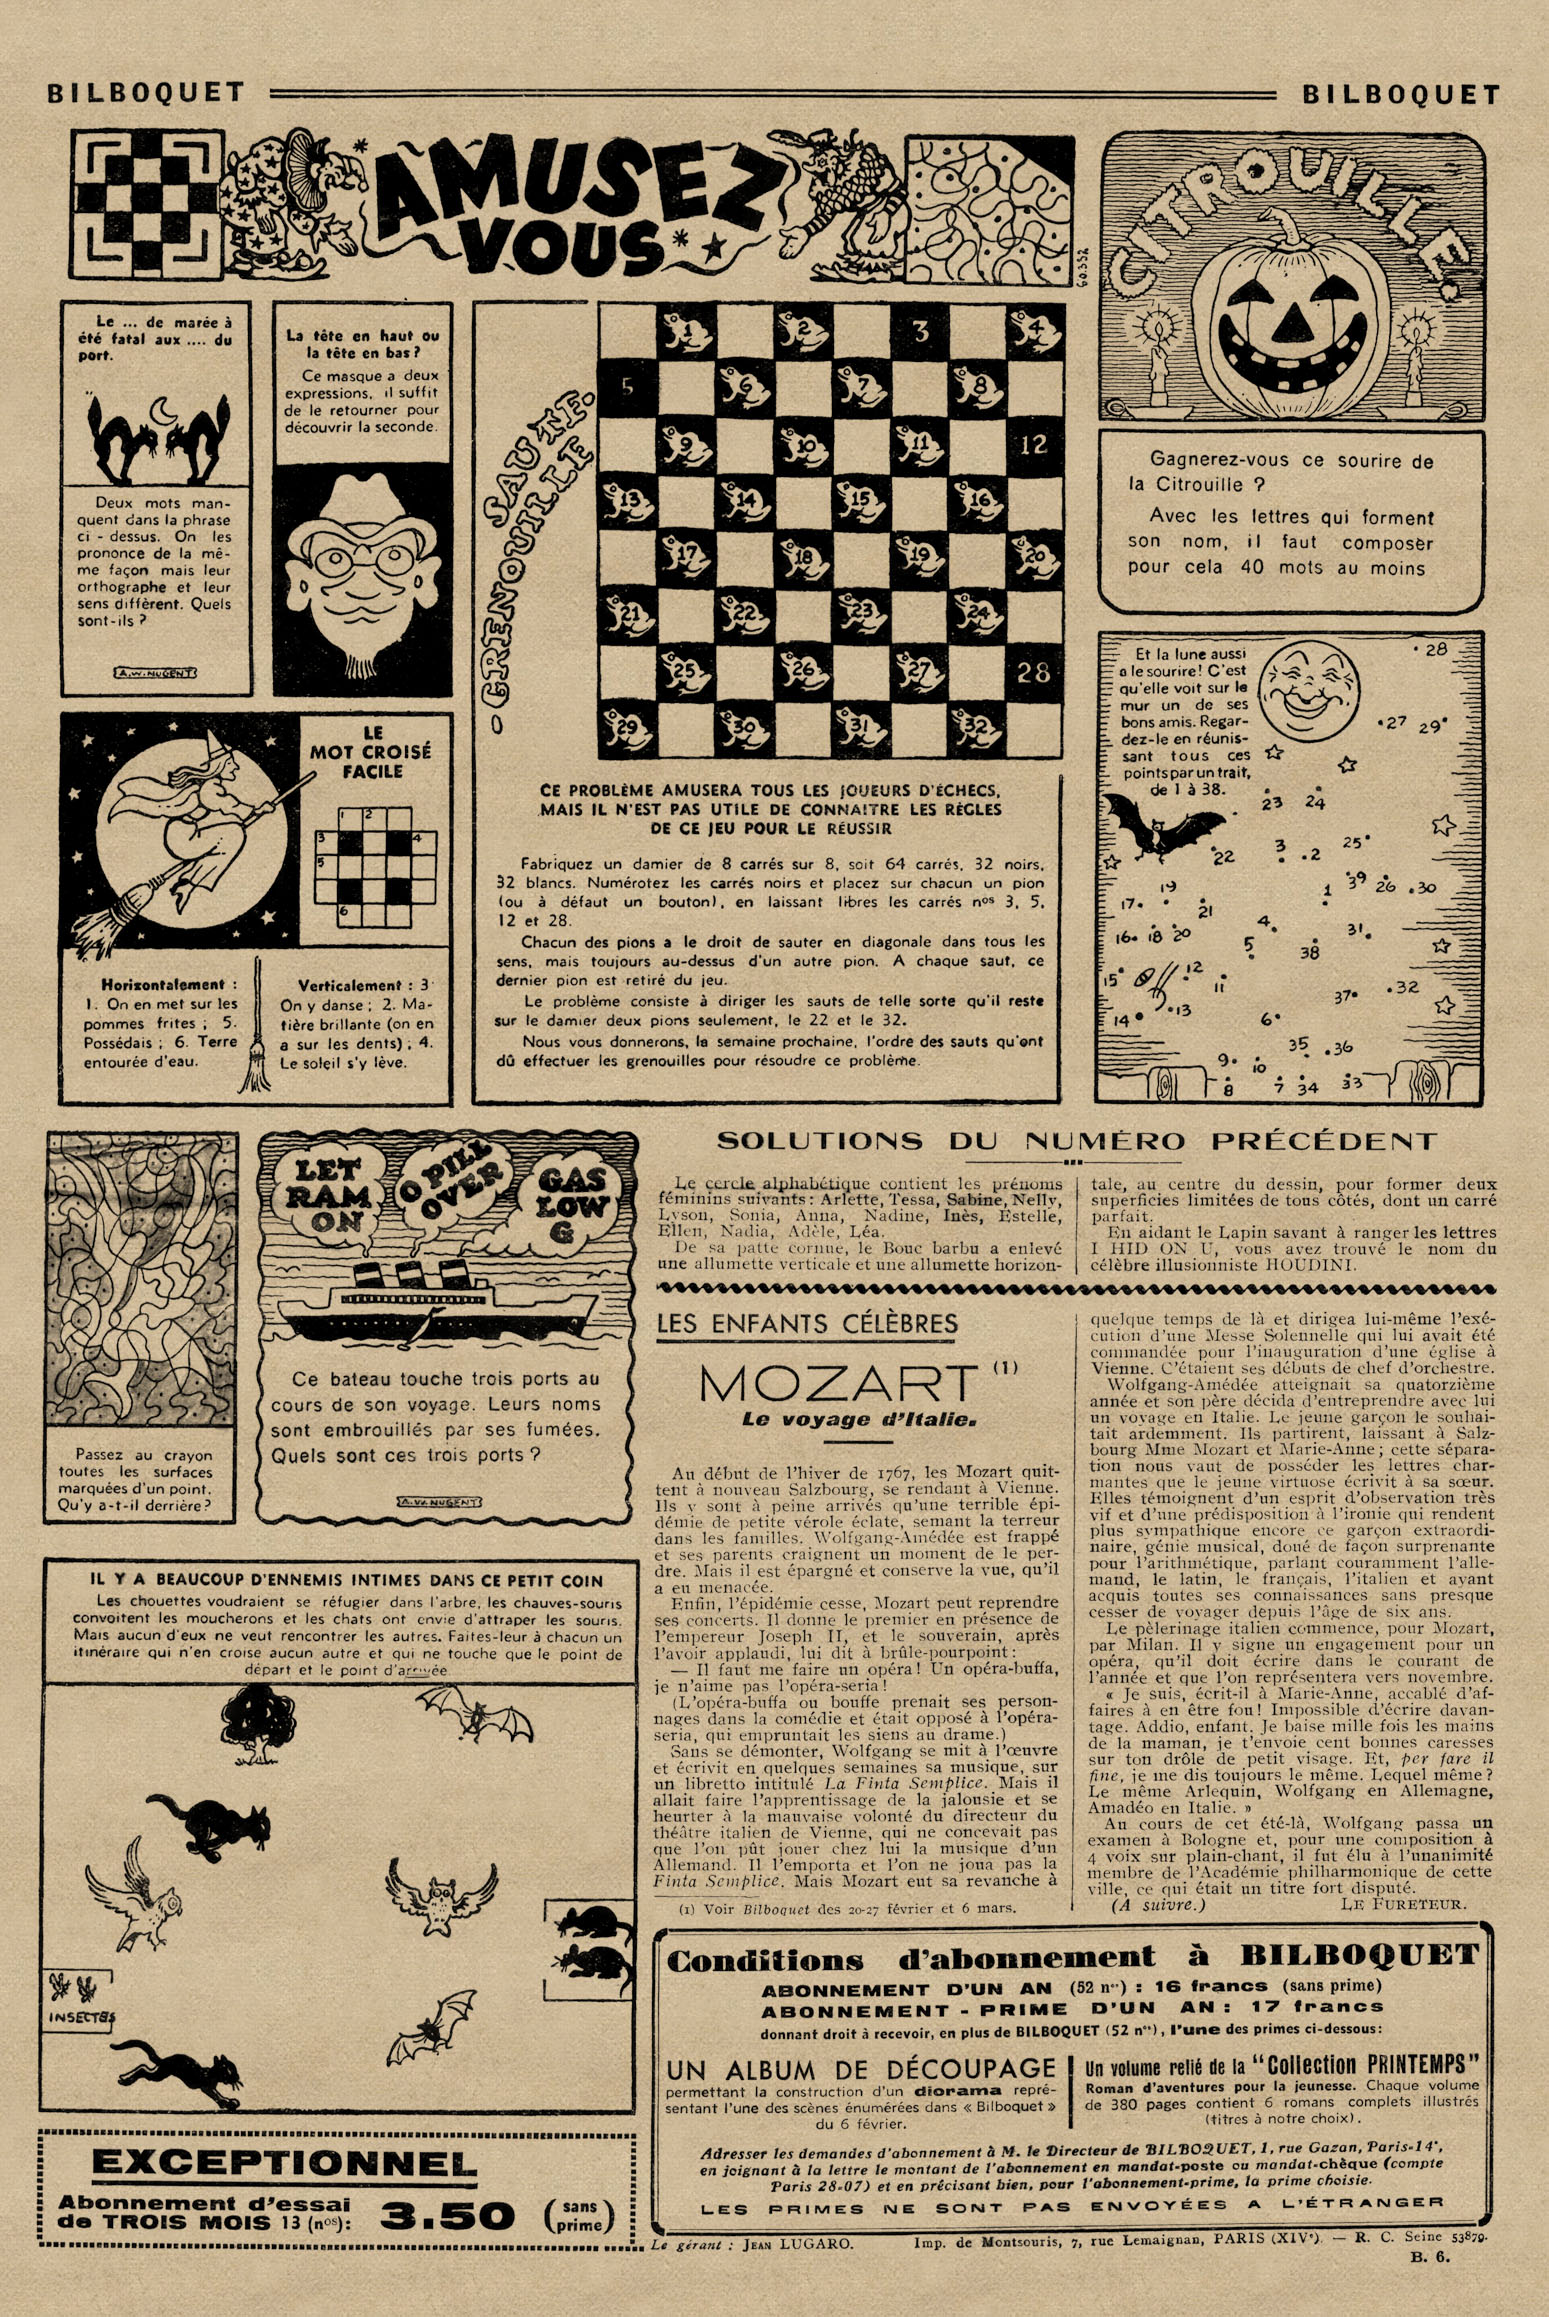 BILBOQUET
BILBOQUET
AMUSEZ
VOUS
60.552
CITROUILLE!
Le ... de marée à
été fatal aux .... du
port.
Deux mots man-
quent dans la phrase
ci-dessus. On les
prononce de la mê-
me façon mais leur
orthographe et leur
sens diffèrent. Quels
sont-ils ?
A.W.NUGENT
La tête en haut ou
la tête en bas ?
Ce masque a deux
expressions, il suffit
de le retourner pour
découvrir la seconde.
SAUTE-
-GRENOUILLE-
1 2 3 4
5 6 7 8
9 10 11 12
13 14 15 16
17 18 19 20
21 22 23 24
25 26 27 28
29 30 31 32
CE PROBLÈME AMUSERA TOUS LES JOUEURS D'ÉCHECS,
MAIS IL N'EST PAS UTILE DE CONNAITRE LES RÈGLES
DE CE JEU POUR LE RÉUSSIR
Fabriquez un damier de 8 carrés sur 8, soit 64 carrés, 32 noirs,
32 blancs. Numérotez les carrés noirs et placez sur chacun un pion
(ou à défaut un bouton), en laissant libres les carrés nos 3, 5,
12 et 28.
Chacun des pions a le droit de sauter en diagonale dans tous les
sens, mais toujours au-dessus d'un autre pion. A chaque saut, ce
dernier pion est retiré du jeu.
Le problème consiste à diriger les sauts de telle sorte qu'il reste
sur le damier deux pions seulement, le 22 et le 32.
Nous vous donnerons, la semaine prochaine, l'ordre des sauts qu'ont
dû effectuer les grenouilles pour résoudre ce problème.
Gagnerez-vous ce sourire de
la Citrouille ?
Avec les lettres qui forment
son nom, il faut composer
pour cela 40 mots au moins
LE
MOT CROISÉ
FACILE
1 2
3 4
5
6
Horizontalement :
1. On en met sur les
pommes frites ; 5.
Possédais ; 6. Terre
entourée d'eau.
Verticalement : 3
On y danse ; 2. Ma-
tière brillante (on en
a sur les dents) ; 4.
Le soleil s'y lève.
Et la lune aussi
a le sourire ! C'est
qu'elle voit sur le
mur un de ses
bons amis. Regar-
dez-le en réunis-
sant tous ces
points par un trait,
de 1 à 38.
28
27 29
23 24
22 3 2 25
19 1 39 26 30
17 21
16 18 20 4 31
5 38
15 12 11
37 32
14 13 6
35 36
9 10
8 7 34 33
Passez au crayon
toutes les surfaces
marquées d'un point.
Qu'y a-t-il derrière ?
LET
RAM
ON
O PILL
OVER
GAS
LOW
G
Ce bateau touche trois ports au
cours de son voyage. Leurs noms
sont embrouillés par ses fumées.
Quels sont ces trois ports ?
A.W.NUGENT
SOLUTIONS DU NUMÉRO PRÉCÉDENT
Le cercle alphabétique contient les prénoms
féminins suivants : Arlette, Tessa, Sabine, Nelly,
Lyson, Sonia, Anna, Nadine, Inès, Estelle,
Ellen, Nadia, Adèle, Léa.
De sa patte cornue, le Bouc barbu a enlevé
une allumette verticale et une allumette horizon-
tale, au centre du dessin, pour former deux
superficies limitées de tous côtés, dont un carré
parfait.
En aidant le Lapin savant à ranger les lettres
I HID ON U, vous avez trouvé le nom du
célèbre illusionniste HOUDINI.
LES ENFANTS CÉLÈBRES
MOZART (1)
Le voyage d'Italie.
Au début de l'hiver de 1767, les Mozart quit-
tent à nouveau Salzbourg, se rendant à Vienne.
Ils y sont à peine arrivés qu'une terrible épi-
démie de petite vérole éclate, semant la terreur
dans les familles. Wolfgang-Amédée est frappé
et ses parents craignent un moment de le per-
dre. Mais il est épargné et conserve la vue, qu'il
a eu menacée.
Enfin, l'épidémie cesse, Mozart peut reprendre
ses concerts. Il donne le premier en présence de
l'empereur Joseph II, et le souverain, après
l'avoir applaudi, lui dit à brûle-pourpoint :
— Il faut me faire un opéra ! Un opéra-buffa,
je n'aime pas l'opéra-seria !
(L'opéra-buffa ou bouffe prenait ses person-
nages dans la comédie et était opposé à l'opéra-
seria, qui empruntait les siens au drame.)
Sans se démonter, Wolfgang se mit à l'œuvre
et écrivit en quelques semaines sa musique, sur
un libretto intitulé La Finta Semplice. Mais il
allait faire l'apprentissage de la jalousie et se
heurter à la mauvaise volonté du directeur du
théâtre italien de Vienne, qui ne concevait pas
que l'on pût jouer chez lui la musique d'un
Allemand. Il l'emporta et l'on ne joua pas la
Finta Semplice. Mais Mozart eut sa revanche à
(1) Voir Bilboquet des 20-27 février et 6 mars.
quelque temps de là et dirigea lui-même l'exé-
cution d'une Messe Solennelle qui lui avait été
commandée pour l'inauguration d'une église à
Vienne. C'étaient ses débuts de chef d'orchestre.
Wolfgang-Amédée atteignait sa quatorzième
année et son père décida d'entreprendre avec lui
un voyage en Italie. Le jeune garçon le souhai-
tait ardemment. Ils partirent, laissant à Salz-
bourg Mme Mozart et Marie-Anne ; cette sépara-
tion nous vaut de posséder les lettres char-
mantes que le jeune virtuose écrivit à sa sœur.
Elles témoignent d'un esprit d'observation très
vif et d'une prédisposition à l'ironie qui rendent
plus sympathique encore ce garçon extraordi-
naire, génie musical, doué de façon surprenante
pour l'arithmétique, parlant couramment l'alle-
mand, le latin, le français, l'italien et ayant
acquis toutes ses connaissances sans presque
cesser de voyager depuis l'âge de six ans.
Le pèlerinage italien commence, pour Mozart,
par Milan. Il y signe un engagement pour un
opéra, qu'il doit écrire dans le courant de
l'année et que l'on représentera vers novembre.
« Je suis, écrit-il à Marie-Anne, accablé d'af-
faires à en être fou ! Impossible d'écrire davan-
tage. Addio, enfant. Je baise mille fois les mains
de la maman, je t'envoie cent bonnes caresses
sur ton drôle de petit visage. Et, per fare il
fine, je me dis toujours le même. Lequel même ?
Le même Arlequin, Wolfgang en Allemagne,
Amadéo en Italie. »
Au cours de cet été-là, Wolfgang passa un
examen à Bologne et, pour une composition à
4 voix sur plain-chant, il fut élu à l'unanimité
membre de l'Académie philharmonique de cette
ville, ce qui était un titre fort disputé.
(A suivre.) LE FURETEUR.
IL Y A BEAUCOUP D'ENNEMIS INTIMES DANS CE PETIT COIN
Les chouettes voudraient se réfugier dans l'arbre, les chauves-souris
convoitent les moucherons et les chats ont envie d'attraper les souris.
Mais aucun d'eux ne veut rencontrer les autres. Faites-leur à chacun un
itinéraire qui n'en croise aucun autre et qui ne touche que le point de
départ et le point d'arrivée
INSECTES
EXCEPTIONNEL
Abonnement d'essai
de TROIS MOIS 13 (nos):
3.50
(sans
prime)
Conditions d'abonnement à BILBOQUET
ABONNEMENT D'UN AN (52 nos) : 16 francs (sans prime)
ABONNEMENT - PRIME D'UN AN : 17 francs
donnant droit à recevoir, en plus de BILBOQUET (52 nos), l'une des primes ci-dessous :
UN ALBUM DE DÉCOUPAGE
permettant la construction d'un diorama repré-
sentant l'une des scènes énumérées dans « Bilboquet »
du 6 février.
Un volume relié de la "Collection PRINTEMPS"
Roman d'aventures pour la jeunesse. Chaque volume
de 380 pages contient 6 romans complets illustrés
(titres à notre choix).
Adresser les demandes d'abonnement à M. le Directeur de BILBOQUET, 1, rue Gazan, Paris-14e,
en joignant à la lettre le montant de l'abonnement en mandat-poste ou mandat-chèque (compte
Paris 28-07) et en précisant bien, pour l'abonnement-prime, la prime choisie.
LES PRIMES NE SONT PAS ENVOYÉES A L'ÉTRANGER
Le gérant : JEAN LUGARO.
Imp. de Montsouris, 7, rue Lemaignan, PARIS (XIVe). — R. C. Seine 53879.
B. 6.